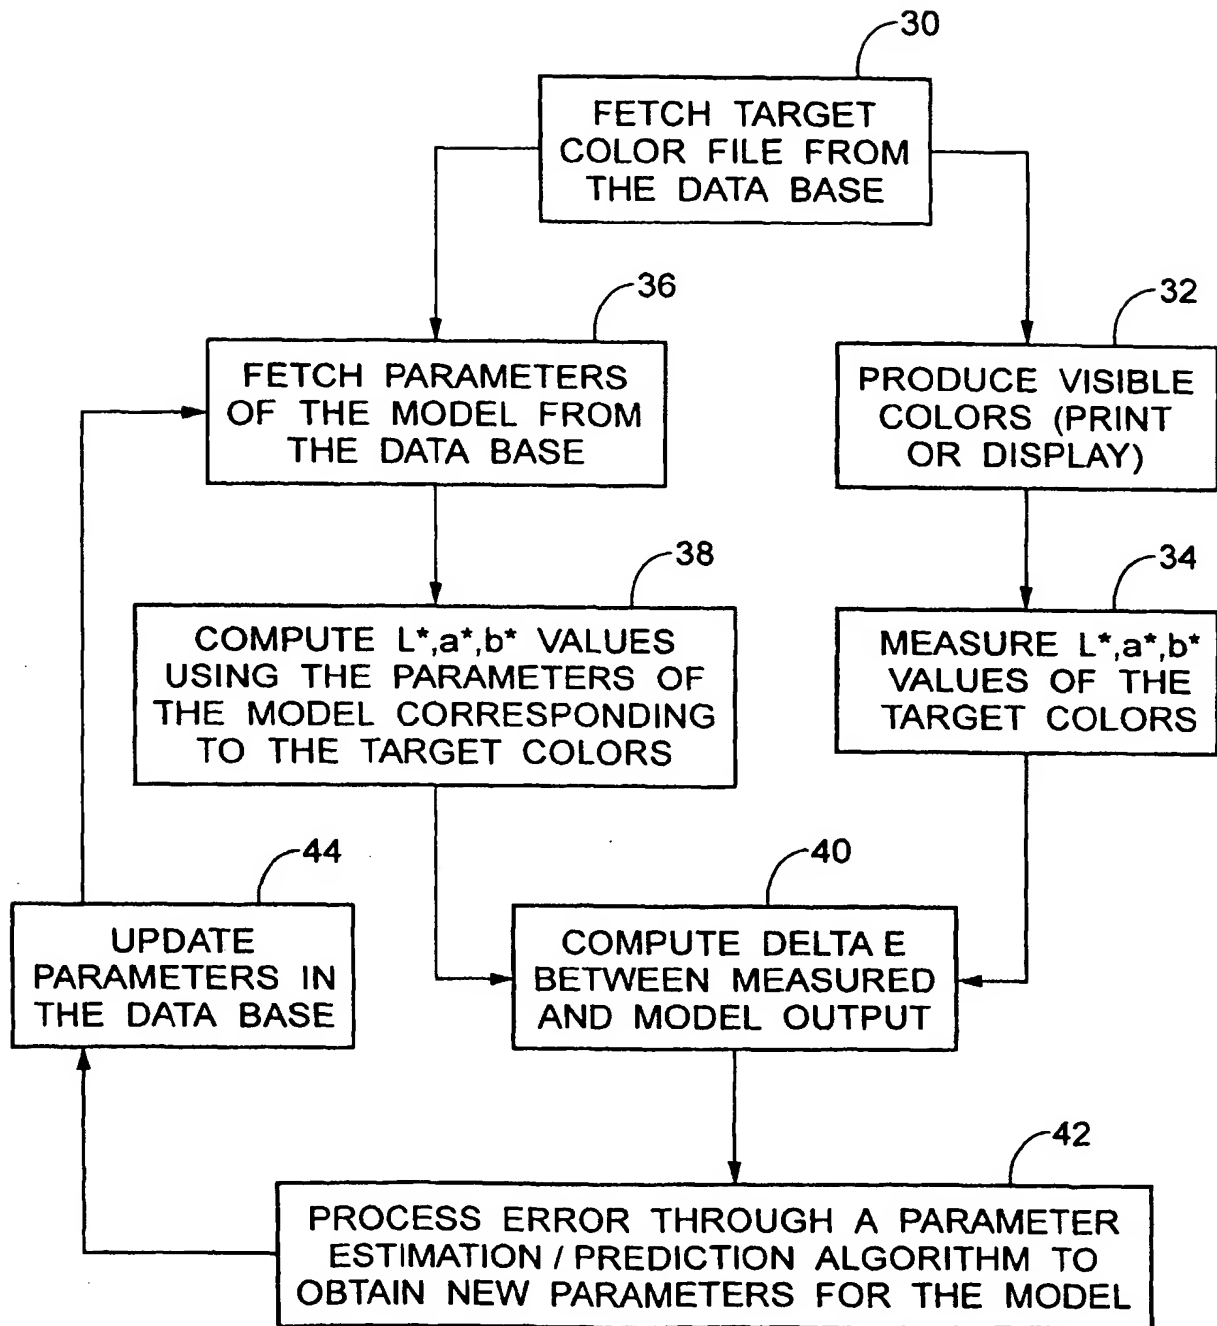 30
FETCH TARGET
COLOR FILE FROM
THE DATA BASE
36
FETCH PARAMETERS
OF THE MODEL FROM
THE DATA BASE
32
PRODUCE VISIBLE
COLORS (PRINT
OR DISPLAY)
38
COMPUTE L*,a*,b* VALUES
USING THE PARAMETERS OF
THE MODEL CORRESPONDING
TO THE TARGET COLORS
34
MEASURE L*,a*,b*
VALUES OF THE
TARGET COLORS
44
UPDATE
PARAMETERS IN
THE DATA BASE
40
COMPUTE DELTA E
BETWEEN MEASURED
AND MODEL OUTPUT
42
PROCESS ERROR THROUGH A PARAMETER
ESTIMATION / PREDICTION ALGORITHM TO
OBTAIN NEW PARAMETERS FOR THE MODEL